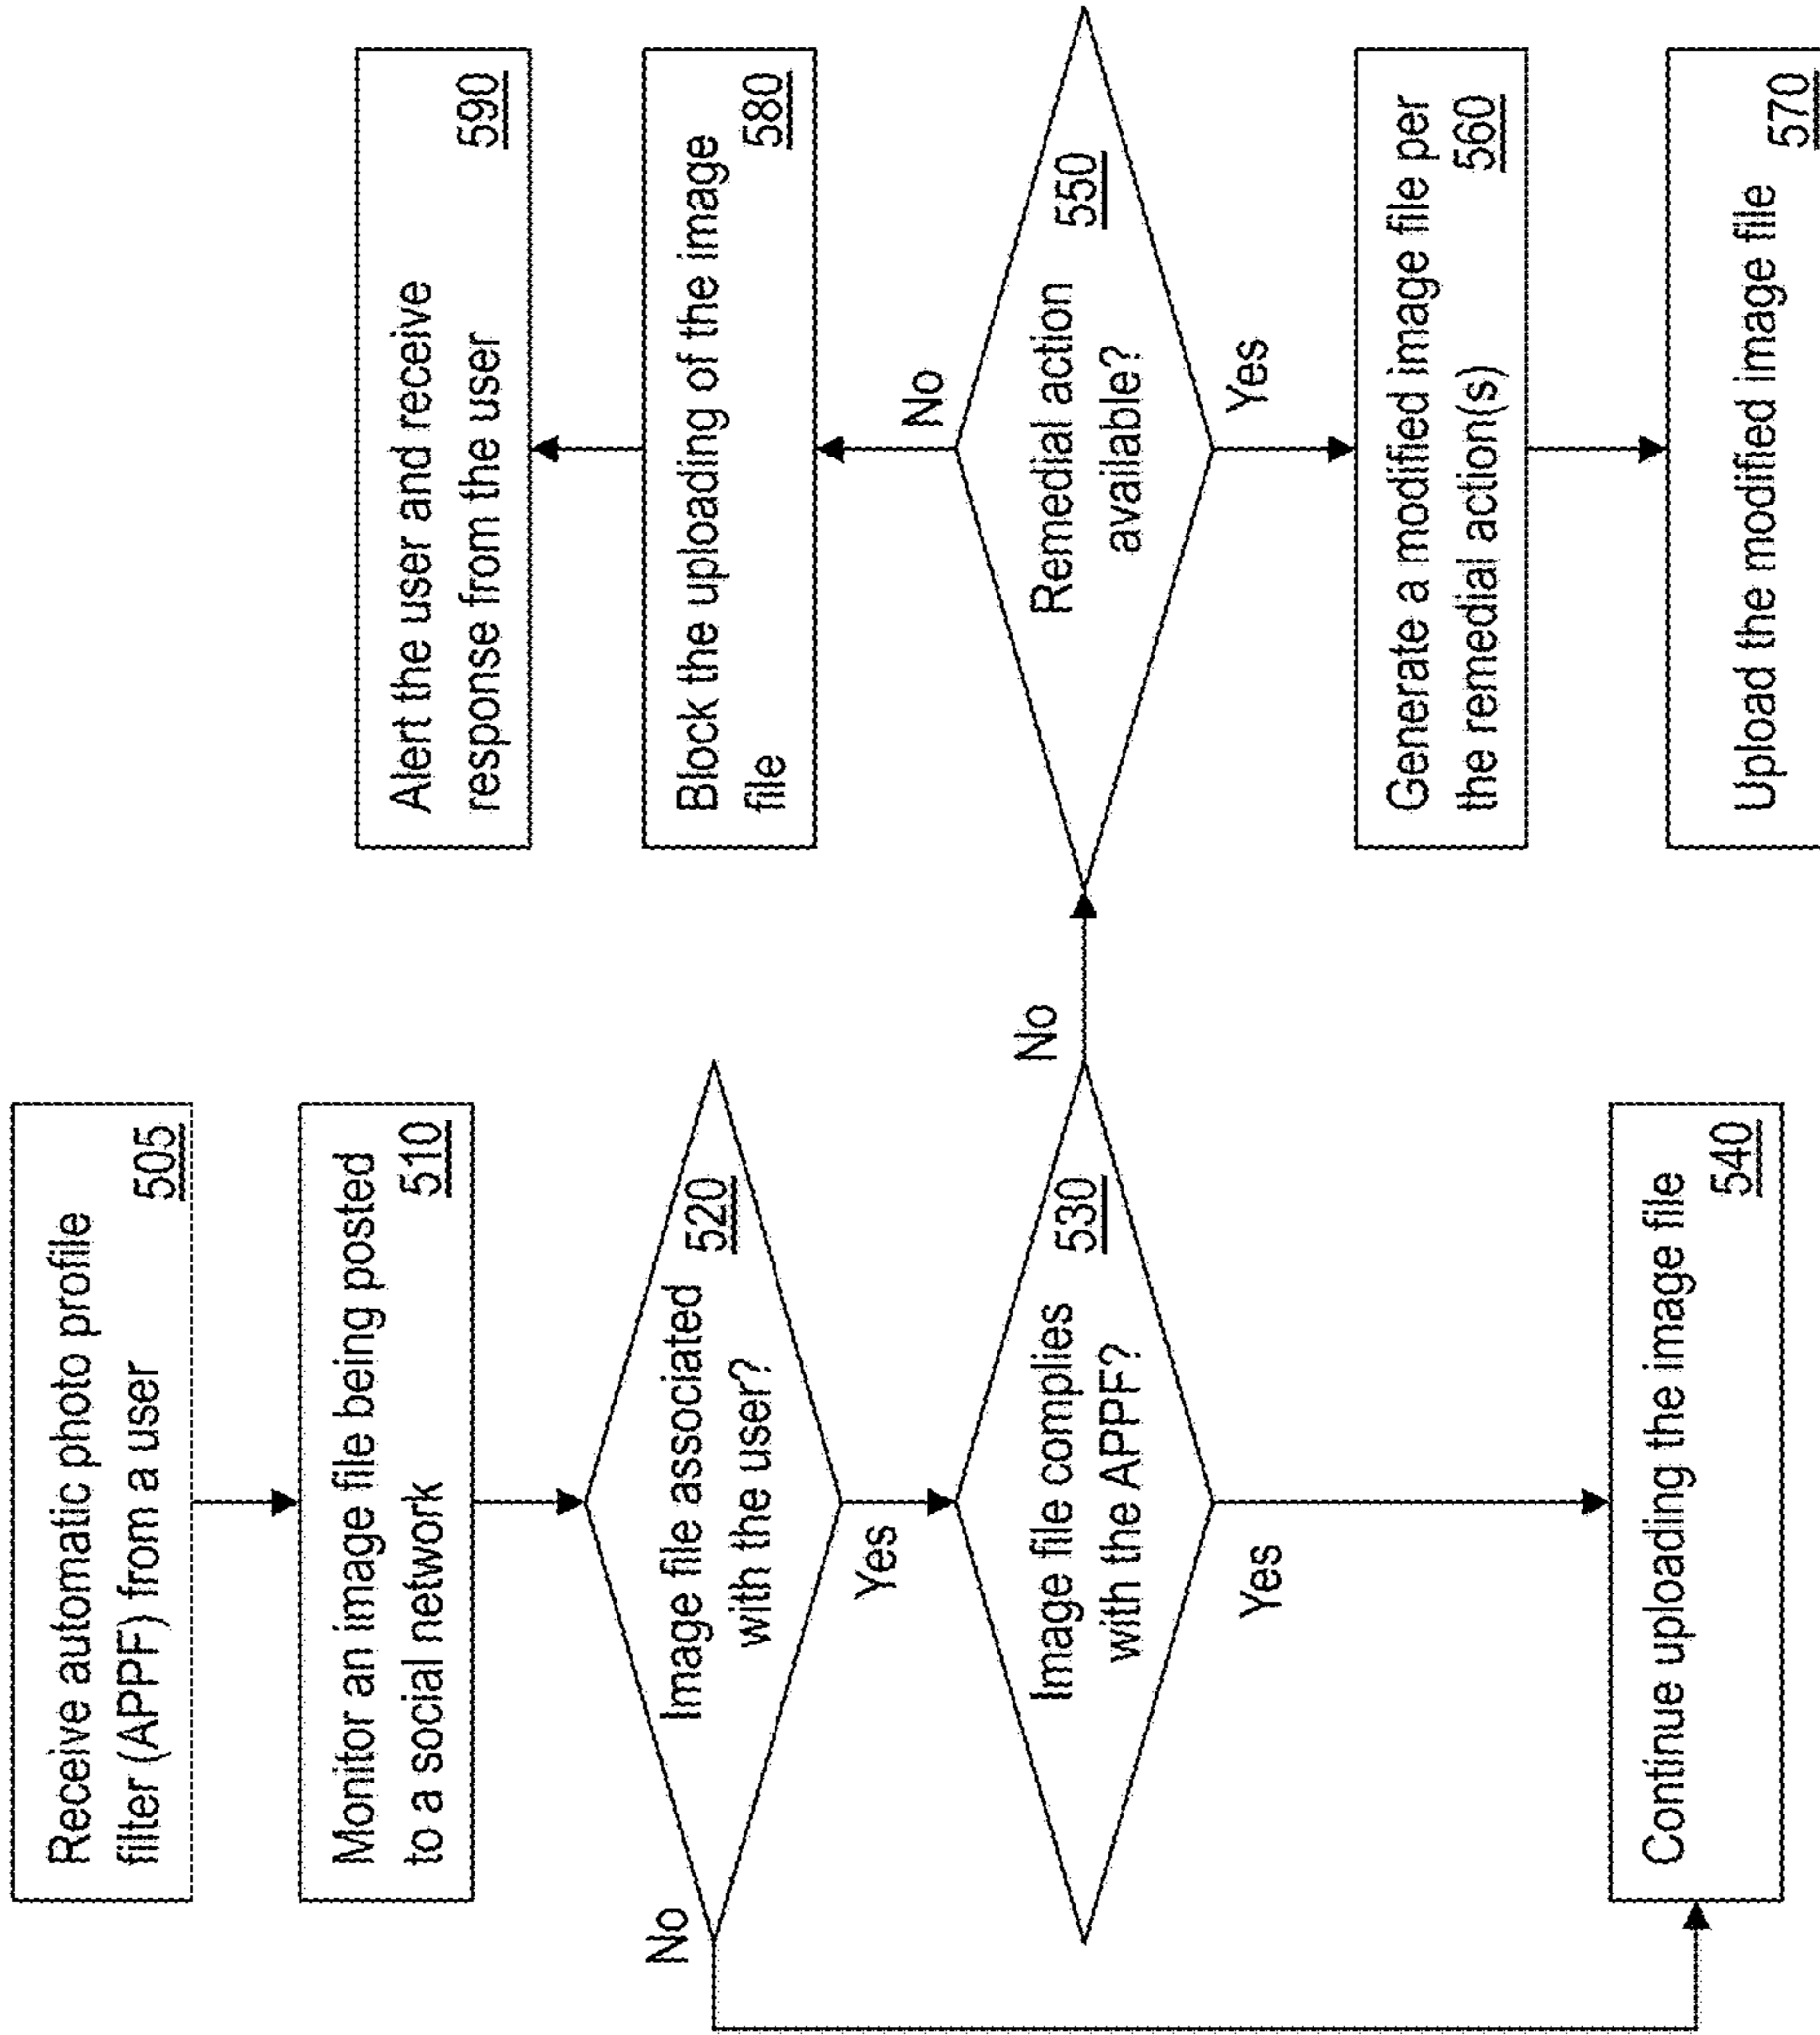 Receive automatic photo profile
filter (APPF) from a user
505
Monitor an image file being posted
to a social network
510
Image file associated
with the user?
520
No
Yes
Image file complies
with the APPF?
530
No
Yes
Continue uploading the image file
540
Alert the user and receive
response from the user
590
Block the uploading of the image
file
580
No
Remedial action
available?
550
Yes
Generate a modified image file per
the remedial action(s)
560
Upload the modified image file
570